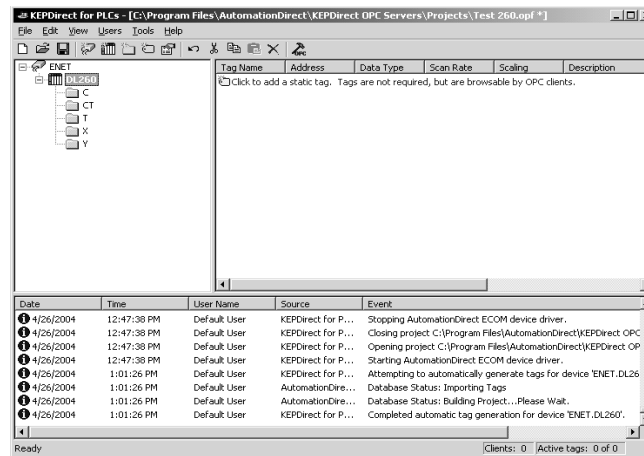 KEPDirect for PLCs - [C:\Program Files\AutomationDirect\KEPDirect OPC Servers\Projects\Test 260.opf *]
File Edit View Users Tools Help
ENET
DL260
C
CT
T
X
Y
Tag Name Address Data Type Scan Rate Scaling Description
Click to add a static tag. Tags are not required, but are browsable by OPC clients.
Date Time User Name Source Event
4/26/2004 12:47:38 PM Default User KEPDirect for P... Stopping AutomationDirect ECOM device driver.
4/26/2004 12:47:38 PM Default User KEPDirect for P... Closing project C:\Program Files\AutomationDirect\KEPDirect OPC
4/26/2004 12:47:38 PM Default User KEPDirect for P... Opening project C:\Program Files\AutomationDirect\KEPDirect OP
4/26/2004 12:47:38 PM Default User KEPDirect for P... Starting AutomationDirect ECOM device driver.
4/26/2004 1:01:26 PM Default User KEPDirect for P... Attempting to automatically generate tags for device 'ENET.DL26
4/26/2004 1:01:26 PM Default User AutomationDire... Database Status: Importing Tags
4/26/2004 1:01:26 PM Default User AutomationDire... Database Status: Building Project...Please Wait.
4/26/2004 1:01:26 PM Default User KEPDirect for P... Completed automatic tag generation for device 'ENET.DL260'.
Ready Clients: 0 Active tags: 0 of 0